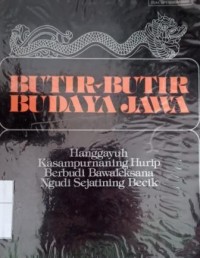 BUTIR-BUTIR
BUDAYA JAWA
Hanggayuh
Kasampurnaning Hurip
Berbudi Bawaleksana
Ngudi Sejatining Becik